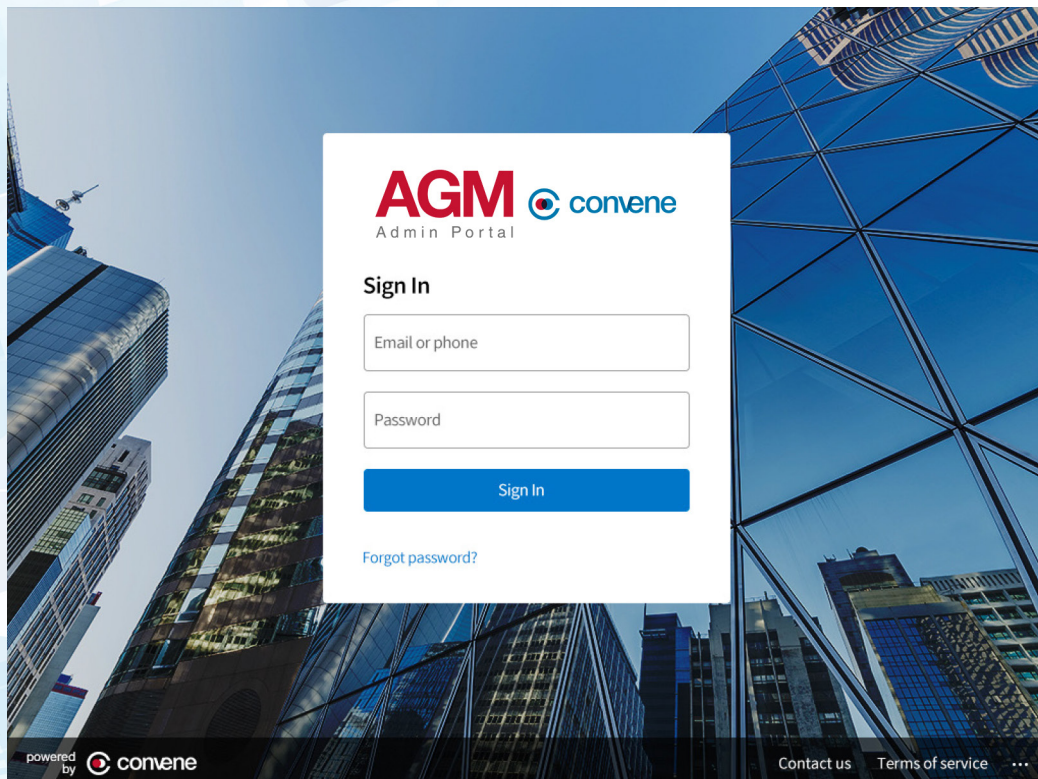 AGM convene
Admin Portal
Sign In
Email or phone
Password
Sign In
Forgot password?
powered by convene
Contact us Terms of service ...